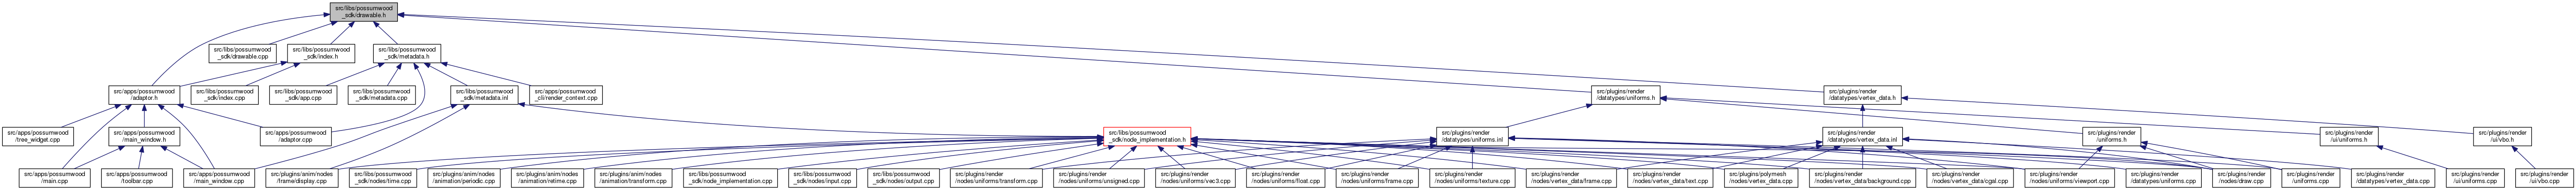 src/libs/possumwood
_sdk/drawable.h
src/libs/possumwood
_sdk/drawable.cpp
src/libs/possumwood
_sdk/index.h
src/libs/possumwood
_sdk/metadata.h
src/apps/possumwood
/adaptor.h
src/libs/possumwood
_sdk/index.cpp
src/libs/possumwood
_sdk/app.cpp
src/libs/possumwood
_sdk/metadata.cpp
src/libs/possumwood
_sdk/metadata.inl
src/apps/possumwood
_cli/render_context.cpp
src/plugins/render
/datatypes/uniforms.h
src/plugins/render
/datatypes/vertex_data.h
src/apps/possumwood
/tree_widget.cpp
src/apps/possumwood
/main_window.h
src/apps/possumwood
/adaptor.cpp
src/libs/possumwood
_sdk/node_implementation.h
src/plugins/render
/datatypes/uniforms.inl
src/plugins/render
/datatypes/vertex_data.inl
src/plugins/render
/uniforms.h
src/plugins/render
/ui/uniforms.h
src/plugins/render
/ui/vbo.h
src/apps/possumwood
/main.cpp
src/apps/possumwood
/toolbar.cpp
src/apps/possumwood
/main_window.cpp
src/plugins/anim/nodes
/frame/display.cpp
src/libs/possumwood
_sdk/nodes/time.cpp
src/plugins/anim/nodes
/animation/periodic.cpp
src/plugins/anim/nodes
/animation/retime.cpp
src/plugins/anim/nodes
/animation/transform.cpp
src/libs/possumwood
_sdk/node_implementation.cpp
src/libs/possumwood
_sdk/nodes/input.cpp
src/libs/possumwood
_sdk/nodes/output.cpp
src/plugins/render
/nodes/uniforms/transform.cpp
src/plugins/render
/nodes/uniforms/unsigned.cpp
src/plugins/render
/nodes/uniforms/vec3.cpp
src/plugins/render
/nodes/uniforms/float.cpp
src/plugins/render
/nodes/uniforms/frame.cpp
src/plugins/render
/nodes/uniforms/texture.cpp
src/plugins/render
/nodes/vertex_data/frame.cpp
src/plugins/render
/nodes/vertex_data/text.cpp
src/plugins/polymesh
/nodes/vertex_data.cpp
src/plugins/render
/nodes/vertex_data/background.cpp
src/plugins/render
/nodes/vertex_data/cgal.cpp
src/plugins/render
/nodes/uniforms/viewport.cpp
src/plugins/render
/datatypes/uniforms.cpp
src/plugins/render
/nodes/draw.cpp
src/plugins/render
/uniforms.cpp
src/plugins/render
/datatypes/vertex_data.cpp
src/plugins/render
/ui/uniforms.cpp
src/plugins/render
/ui/vbo.cpp